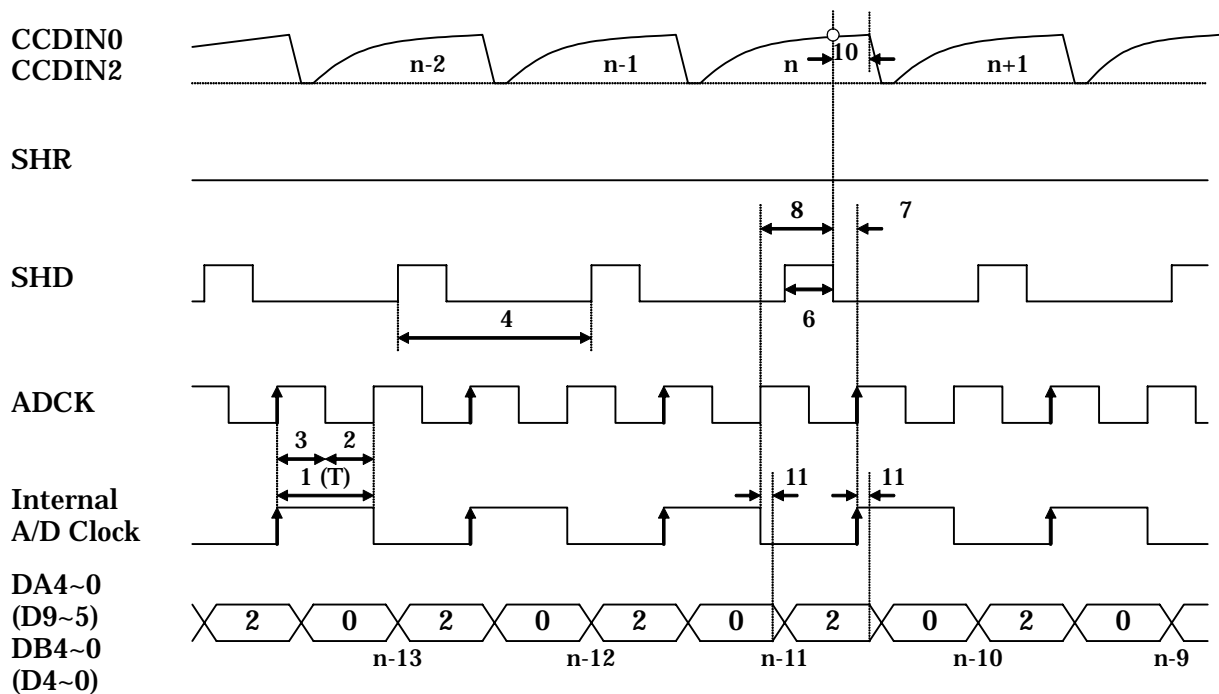 CCDIN0
CCDIN2
n-2
n-1
n
10
n+1
SHR
8
7
SHD
4
6
ADCK
3
2
1 (T)
11
11
Internal
A/D Clock
DA4~0
(D9~5)
DB4~0
(D4~0)
2 0 2 0 2 0 2 0 2 0
n-13 n-12 n-11 n-10 n-9